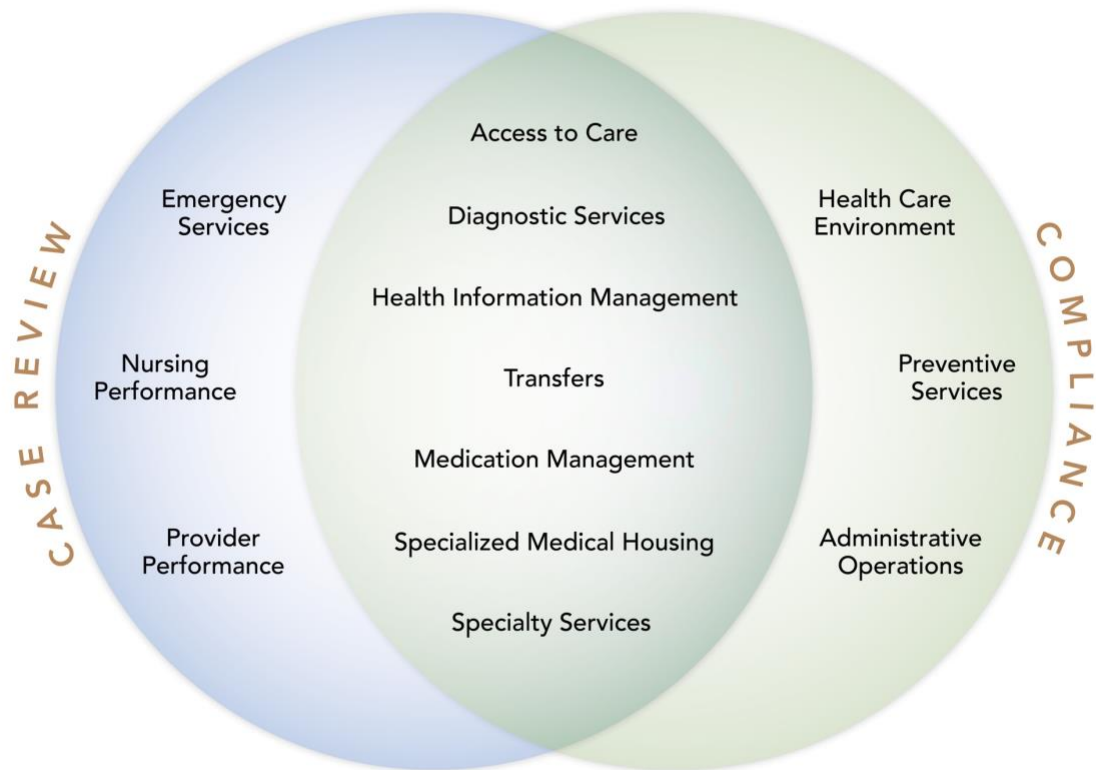 CASE REVIEW
Emergency
Services
Nursing
Performance
Provider
Performance
Access to Care
Diagnostic Services
Health Information Management
Transfers
Medication Management
Specialized Medical Housing
Specialty Services
Health Care
Environment
Preventive
Services
Administrative
Operations
COMPLIANCE